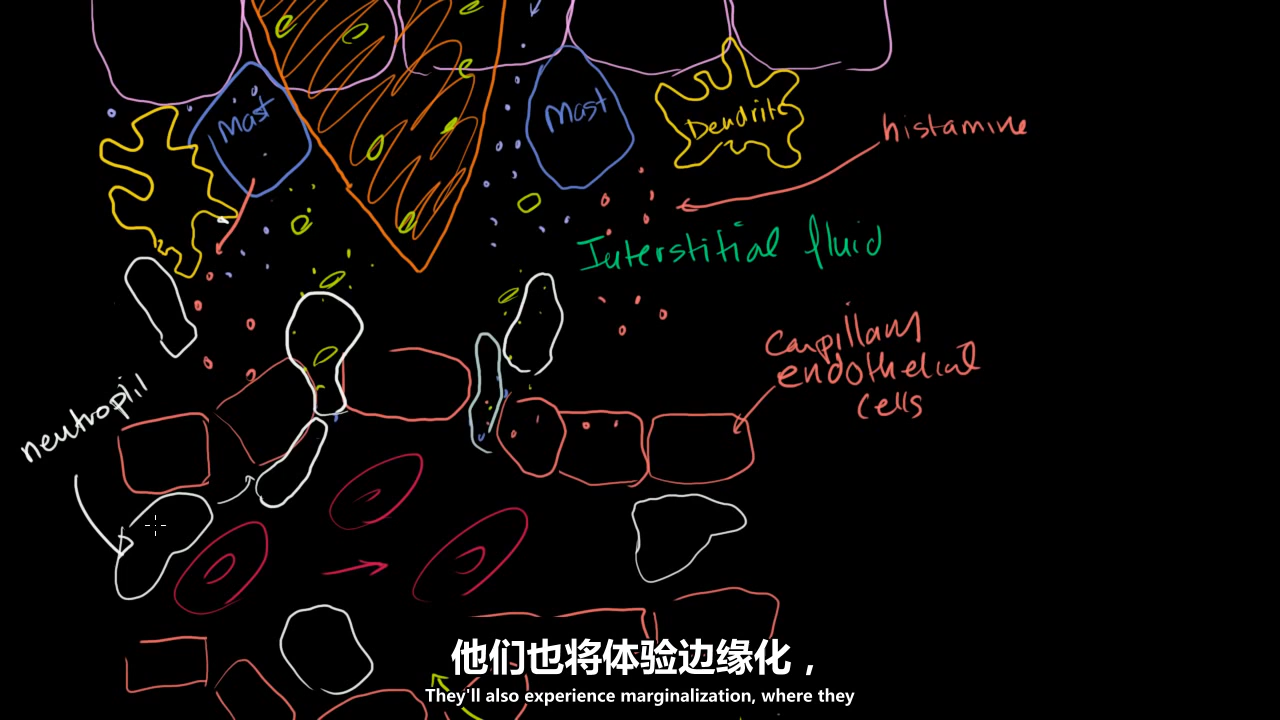 Mast
Mast
Dendrite
histamine
Interstitial fluid
Capillary
endothelial
cells
neutrophil
他们也将体验边缘化，
They'll also experience marginalization, where they